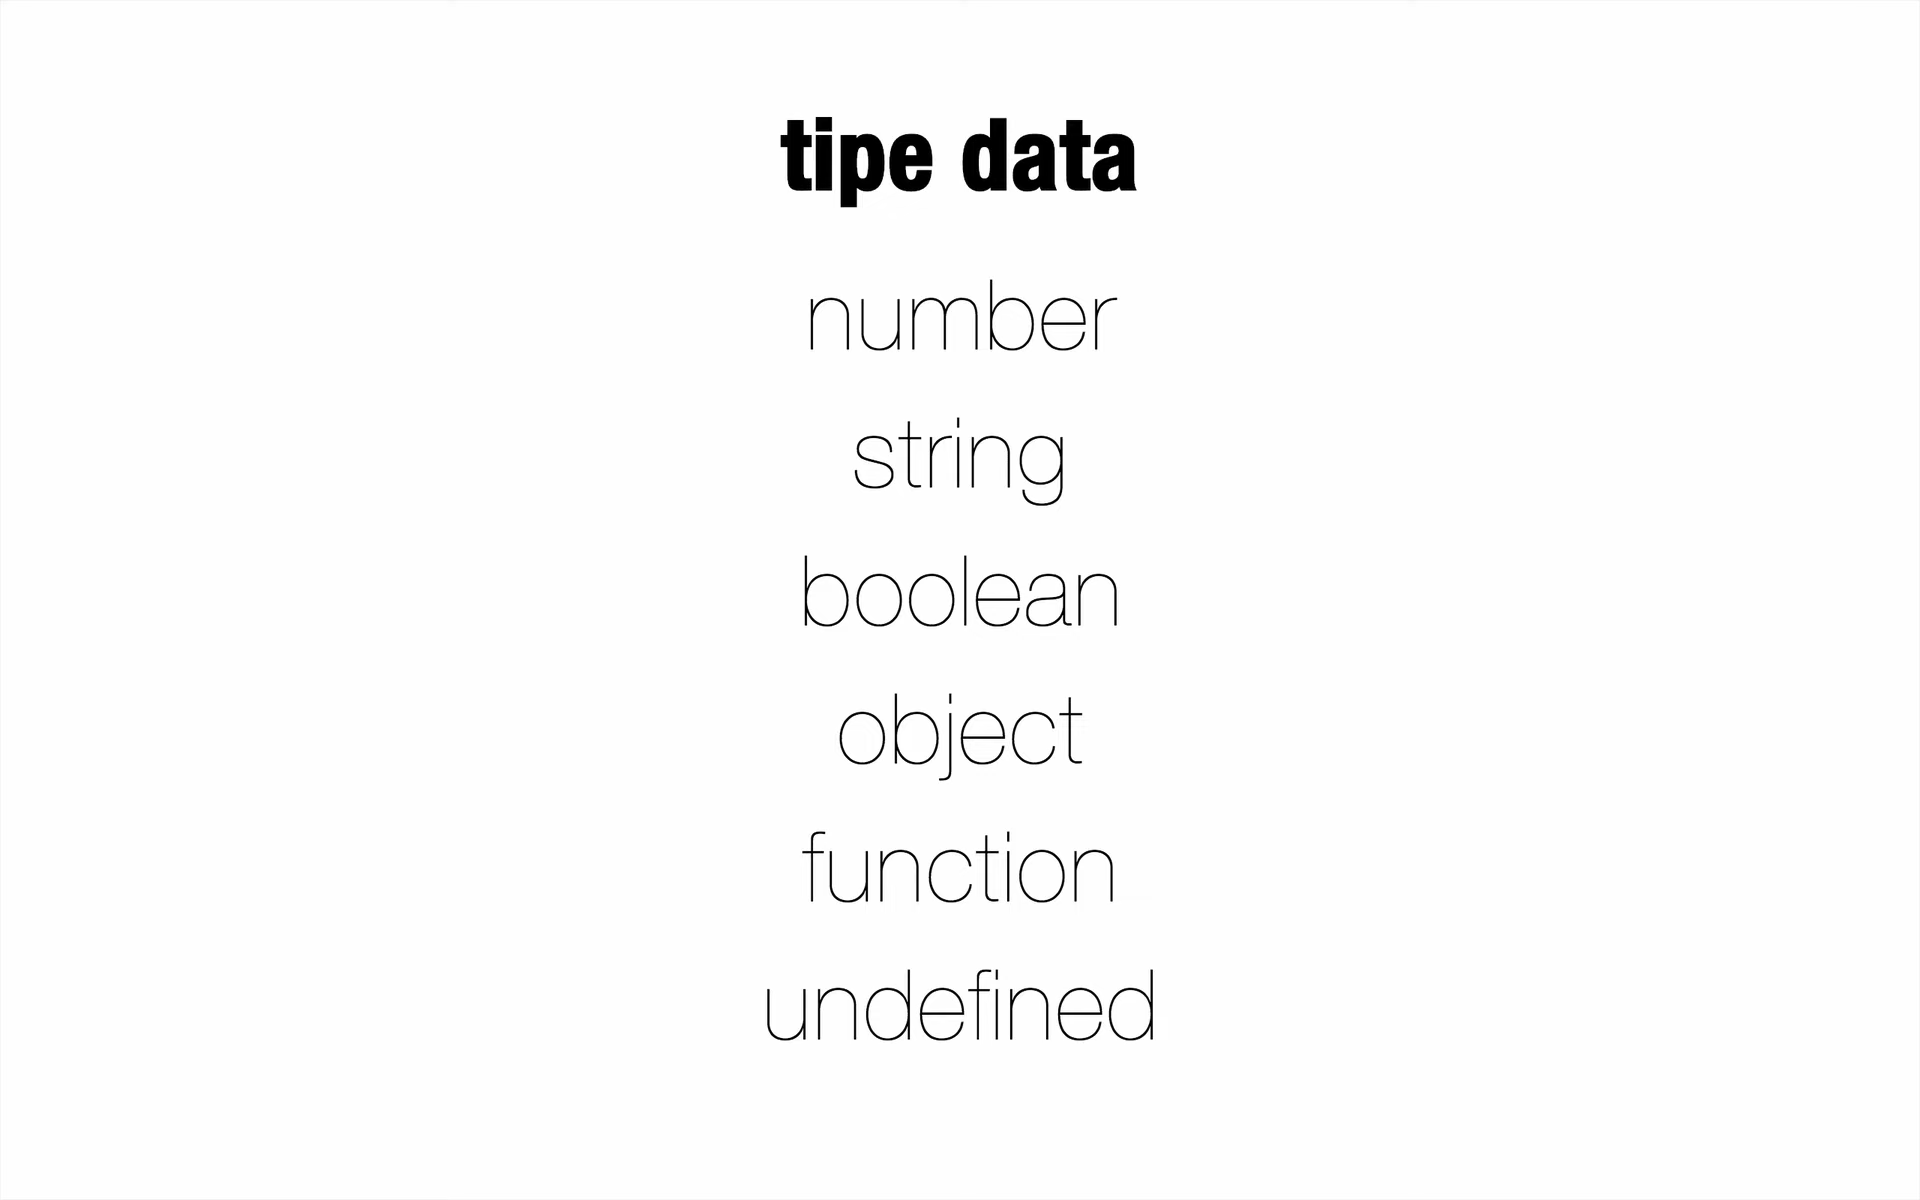 tipe data
number
string
boolean
object
function
undefined